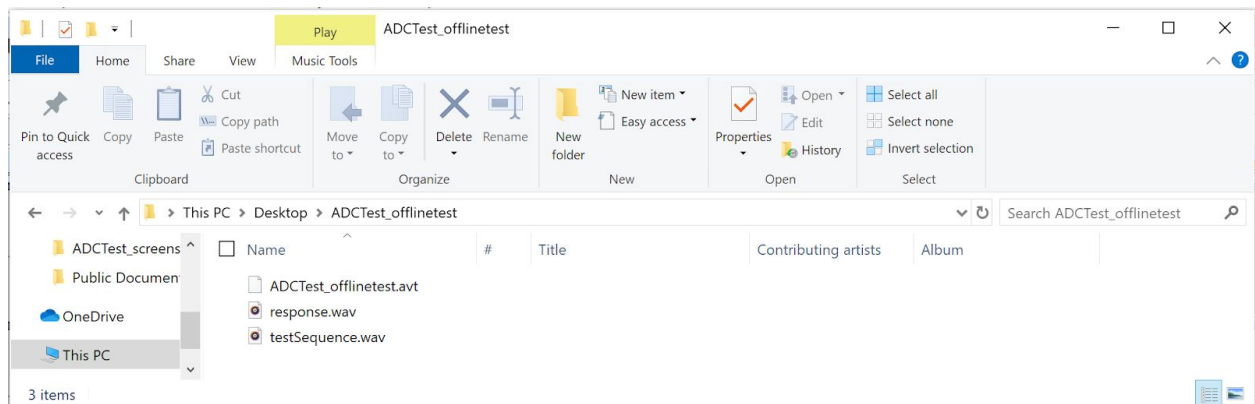 Play
ADCTest_offlinetest
File
Home
Share
View
Music Tools
Pin to Quick access
Copy
Paste
Cut
Copy path
Paste shortcut
Clipboard
Move to
Copy to
Delete
Rename
Organize
New folder
New item
Easy access
New
Properties
Open
Edit
History
Open
Select all
Select none
Invert selection
Select
This PC > Desktop > ADCTest_offlinetest
Search ADCTest_offlinetest
ADCTest_screens
Public Documen
OneDrive
This PC
Name
#
Title
Contributing artists
Album
ADCTest_offlinetest.avt
response.wav
testSequence.wav
3 items